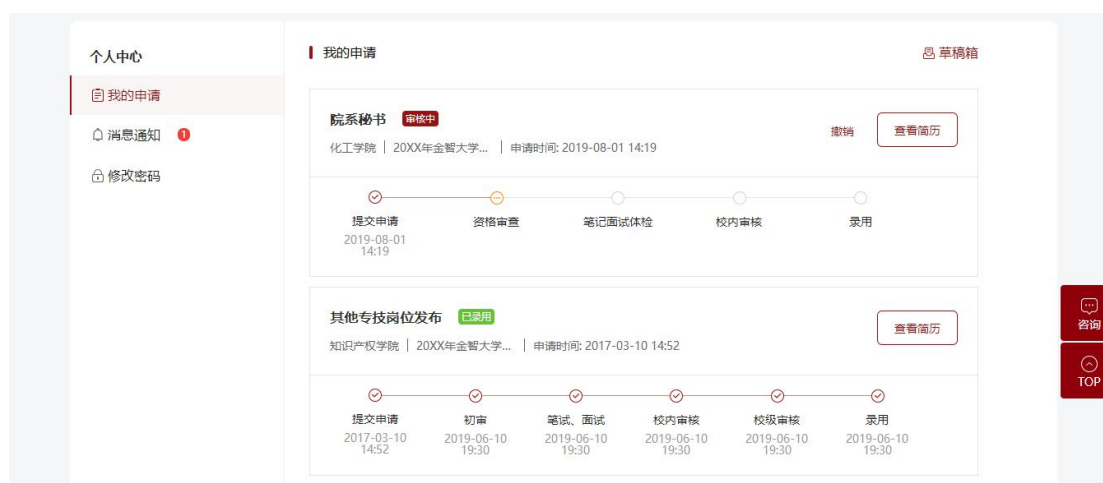 个人中心
我的申请
消息通知 1
修改密码
我的申请
草稿箱
院系秘书 审核中
化工学院 | 20XX年金智大学... | 申请时间: 2019-08-01 14:19
撤销 查看简历
提交申请 资格审查 笔记面试体检 校内审核 录用
2019-08-01
14:19
其他专技岗位发布 已录用
知识产权学院 | 20XX年金智大学... | 申请时间: 2017-03-10 14:52
查看简历
提交申请 初审 笔试、面试 校内审核 校级审核 录用
2017-03-10 2019-06-10 2019-06-10 2019-06-10 2019-06-10 2019-06-10
14:52 19:30 19:30 19:30 19:30 19:30
咨询
TOP